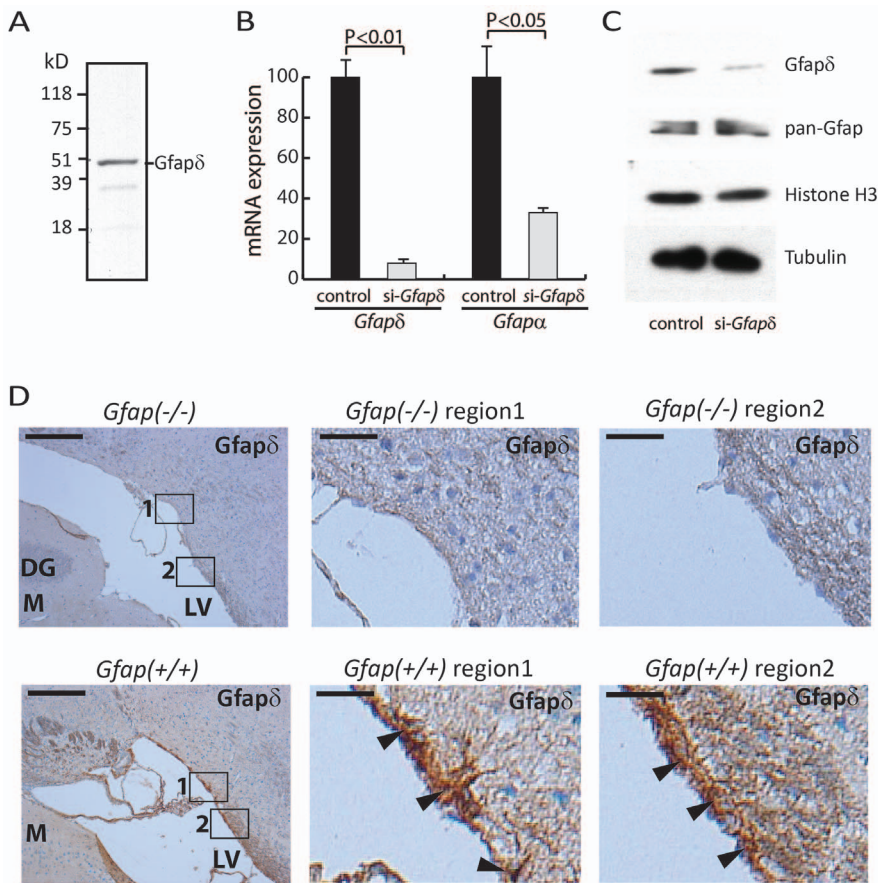 A
kD
118
75
51
39
18
Gfapδ
B
P<0.01
P<0.05
mRNA expression
100
80
60
40
20
0
control si-Gfapδ control si-Gfapδ
Gfapδ Gfapα
C
Gfapδ
pan-Gfap
Histone H3
Tubulin
control si-Gfapδ
D
Gfap(-/-)
Gfapδ
1
2
DG
M
LV
Gfap(-/-) region1
Gfapδ
Gfap(-/-) region2
Gfapδ
Gfap(+/+)
Gfapδ
1
2
M
LV
Gfap(+/+) region1
Gfapδ
Gfap(+/+) region2
Gfapδ